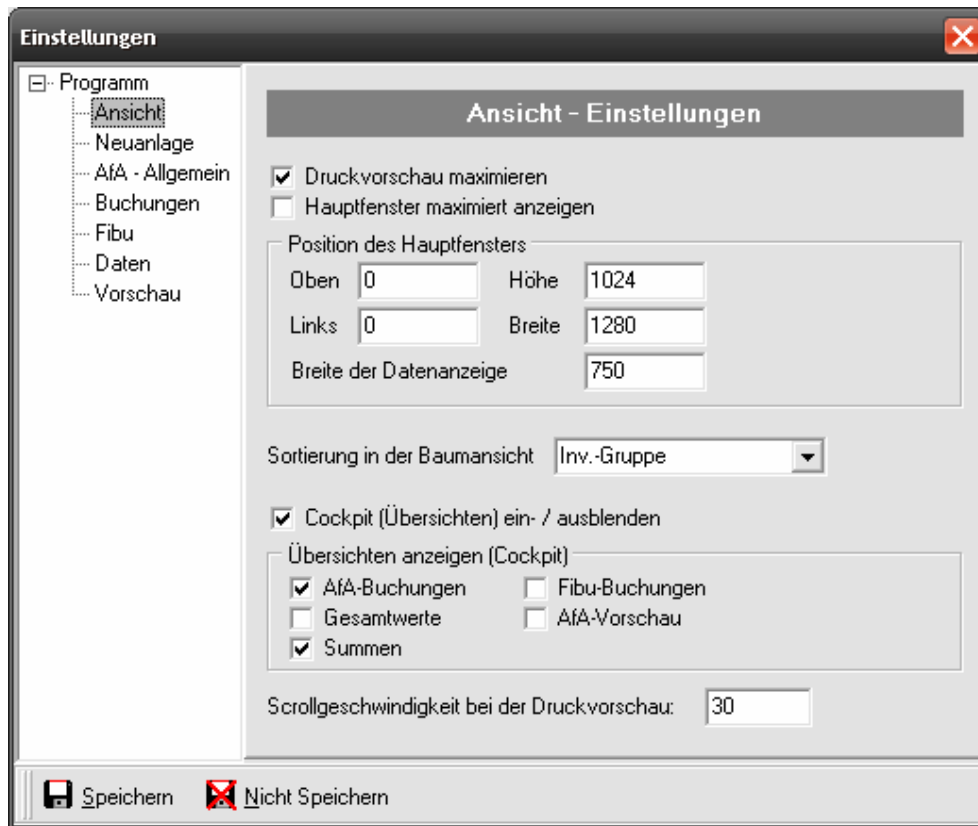 Einstellungen
Programm
Ansicht
Neuanlage
AfA - Allgemein
Buchungen
Fibu
Daten
Vorschau
Ansicht - Einstellungen
Druckvorschau maximieren
Hauptfenster maximiert anzeigen
Position des Hauptfensters
Oben 0 Höhe 1024
Links 0 Breite 1280
Breite der Datenanzeige 750
Sortierung in der Baumansicht Inv.-Gruppe
Cockpit (Übersichten) ein- / ausblenden
Übersichten anzeigen (Cockpit)
AfA-Buchungen Fibu-Buchungen
Gesamtwerte AfA-Vorschau
Summen
Scrollgeschwindigkeit bei der Druckvorschau: 30
Speichern Nicht Speichern